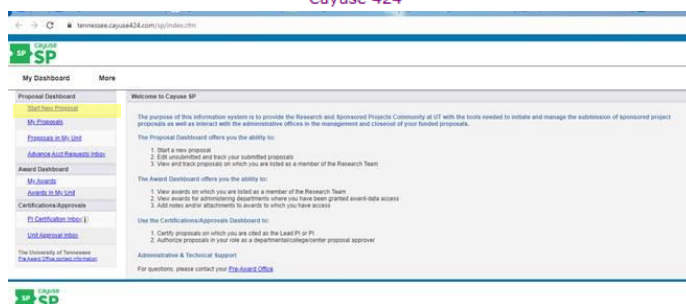 Cayuse 424
tennessee.cayuse424.com/sp/index.cfm
SP cayuse
SP
My Dashboard More
Proposal Dashboard
Start New Proposal
My Proposals
Proposals In My Unit
Advance Acct Requests Inbox
Award Dashboard
My Awards
Awards In My Unit
Certifications/Approvals
PI Certification Inbox
Unit Approval Inbox
The University of Tennessee
Pre-Award Office contact information
Welcome to Cayuse SP
The purpose of this information system is to provide the Research and Sponsored Projects Community at UT with the tools needed to initiate and manage the submission of sponsored project
proposals as well as interact with the administrative offices in the management and closeout of your funded proposals.
The Proposal Dashboard offers you the ability to:
1. Start a new proposal
2. Edit unsubmitted and track your submitted proposals
3. View and track proposals on which you are listed as a member of the Research Team
The Award Dashboard offers you the ability to:
1. View awards on which you are listed as a member of the Research Team
2. View awards for administering departments where you have been granted award-data access
3. Add notes and/or attachments to awards to which you have access
Use the Certifications/Approvals Dashboard to:
1. Certify proposals on which you are cited as the Lead PI or PI
2. Authorize proposals in your role as a departmental/college/center proposal approver
Administrative & Technical Support
For questions, please contact your Pre-Award Office.
SP cayuse
SP